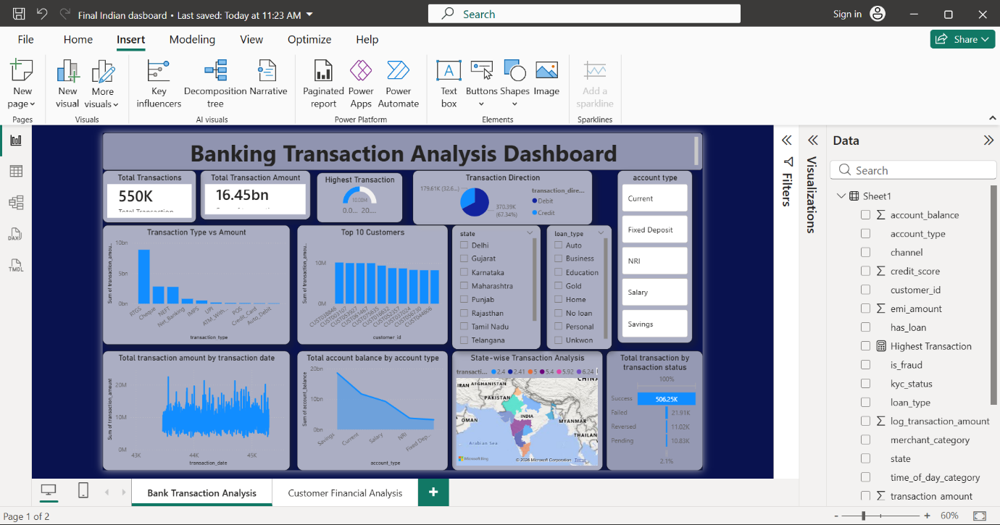 Final Indian dasboard • Last saved: Today at 11:23 AM
Search
Sign in
File
Home
Insert
Modeling
View
Optimize
Help
Share
New page
New visual
More visuals
Key influencers
Decomposition tree
Narrative
Paginated report
Power Apps
Power Automate
Text box
Buttons
Shapes
Image
Add a sparkline
Pages
Visuals
AI visuals
Power Platform
Elements
Sparklines
Banking Transaction Analysis Dashboard
Total Transactions
550K
Total Transaction
Total Transaction Amount
16.45bn
Highest Transaction
10.00M
0.0...
20....
Transaction Direction
179.61K (32.6...)
370.39K
(67.34%)
transaction_dire...
Debit
Credit
account type
Current
Fixed Deposit
NRI
Salary
Savings
Transaction Type vs Amount
Sum of transaction_amou...
10bn
5bn
0bn
RTGS
Cheque
NEFT
Net_Banking
IMPS
UPI
ATM_With...
POS
Credit_Card
Auto_Debit
transaction_type
Top 10 Customers
Sum of transaction_amou...
10M
0M
customer_id
state
Delhi
Gujarat
Karnataka
Maharashtra
Punjab
Rajasthan
Tamil Nadu
Telangana
loan_type
Auto
Business
Education
Gold
Home
No loan
Personal
Unkwon
Total transaction amount by transaction date
Sum of transaction_amount
20M
10M
0M
43K
44K
45K
transaction_date
Total account balance by account type
Sum of account_balance
20bn
10bn
0bn
Savings
Current
Salary
NRI
Fixed Dep...
account_type
State-wise Transaction Analysis
transacti...
2.4
2.41
5
5.4
5.92
6.24
IRAN
AFGHANISTAN
CHINA
PAKISTAN
OMAN
INDIA
MYANMAR
THAILAN
Arabian Sea
Microsoft Bing
© 2026 Microsoft Corporation
Terms
Total transaction by
transaction status
100%
Success
506.25K
Failed
21.91K
Reversed
11.02K
Pending
10.83K
2.1%
Filters
Visualizations
Data
Search
Sheet1
account_balance
account_type
channel
credit_score
customer_id
emi_amount
has_loan
Highest Transaction
is_fraud
kyc_status
loan_type
log_transaction_amount
merchant_category
state
time_of_day_category
transaction_amount
DAX
TMDL
Bank Transaction Analysis
Customer Financial Analysis
Page 1 of 2
60%